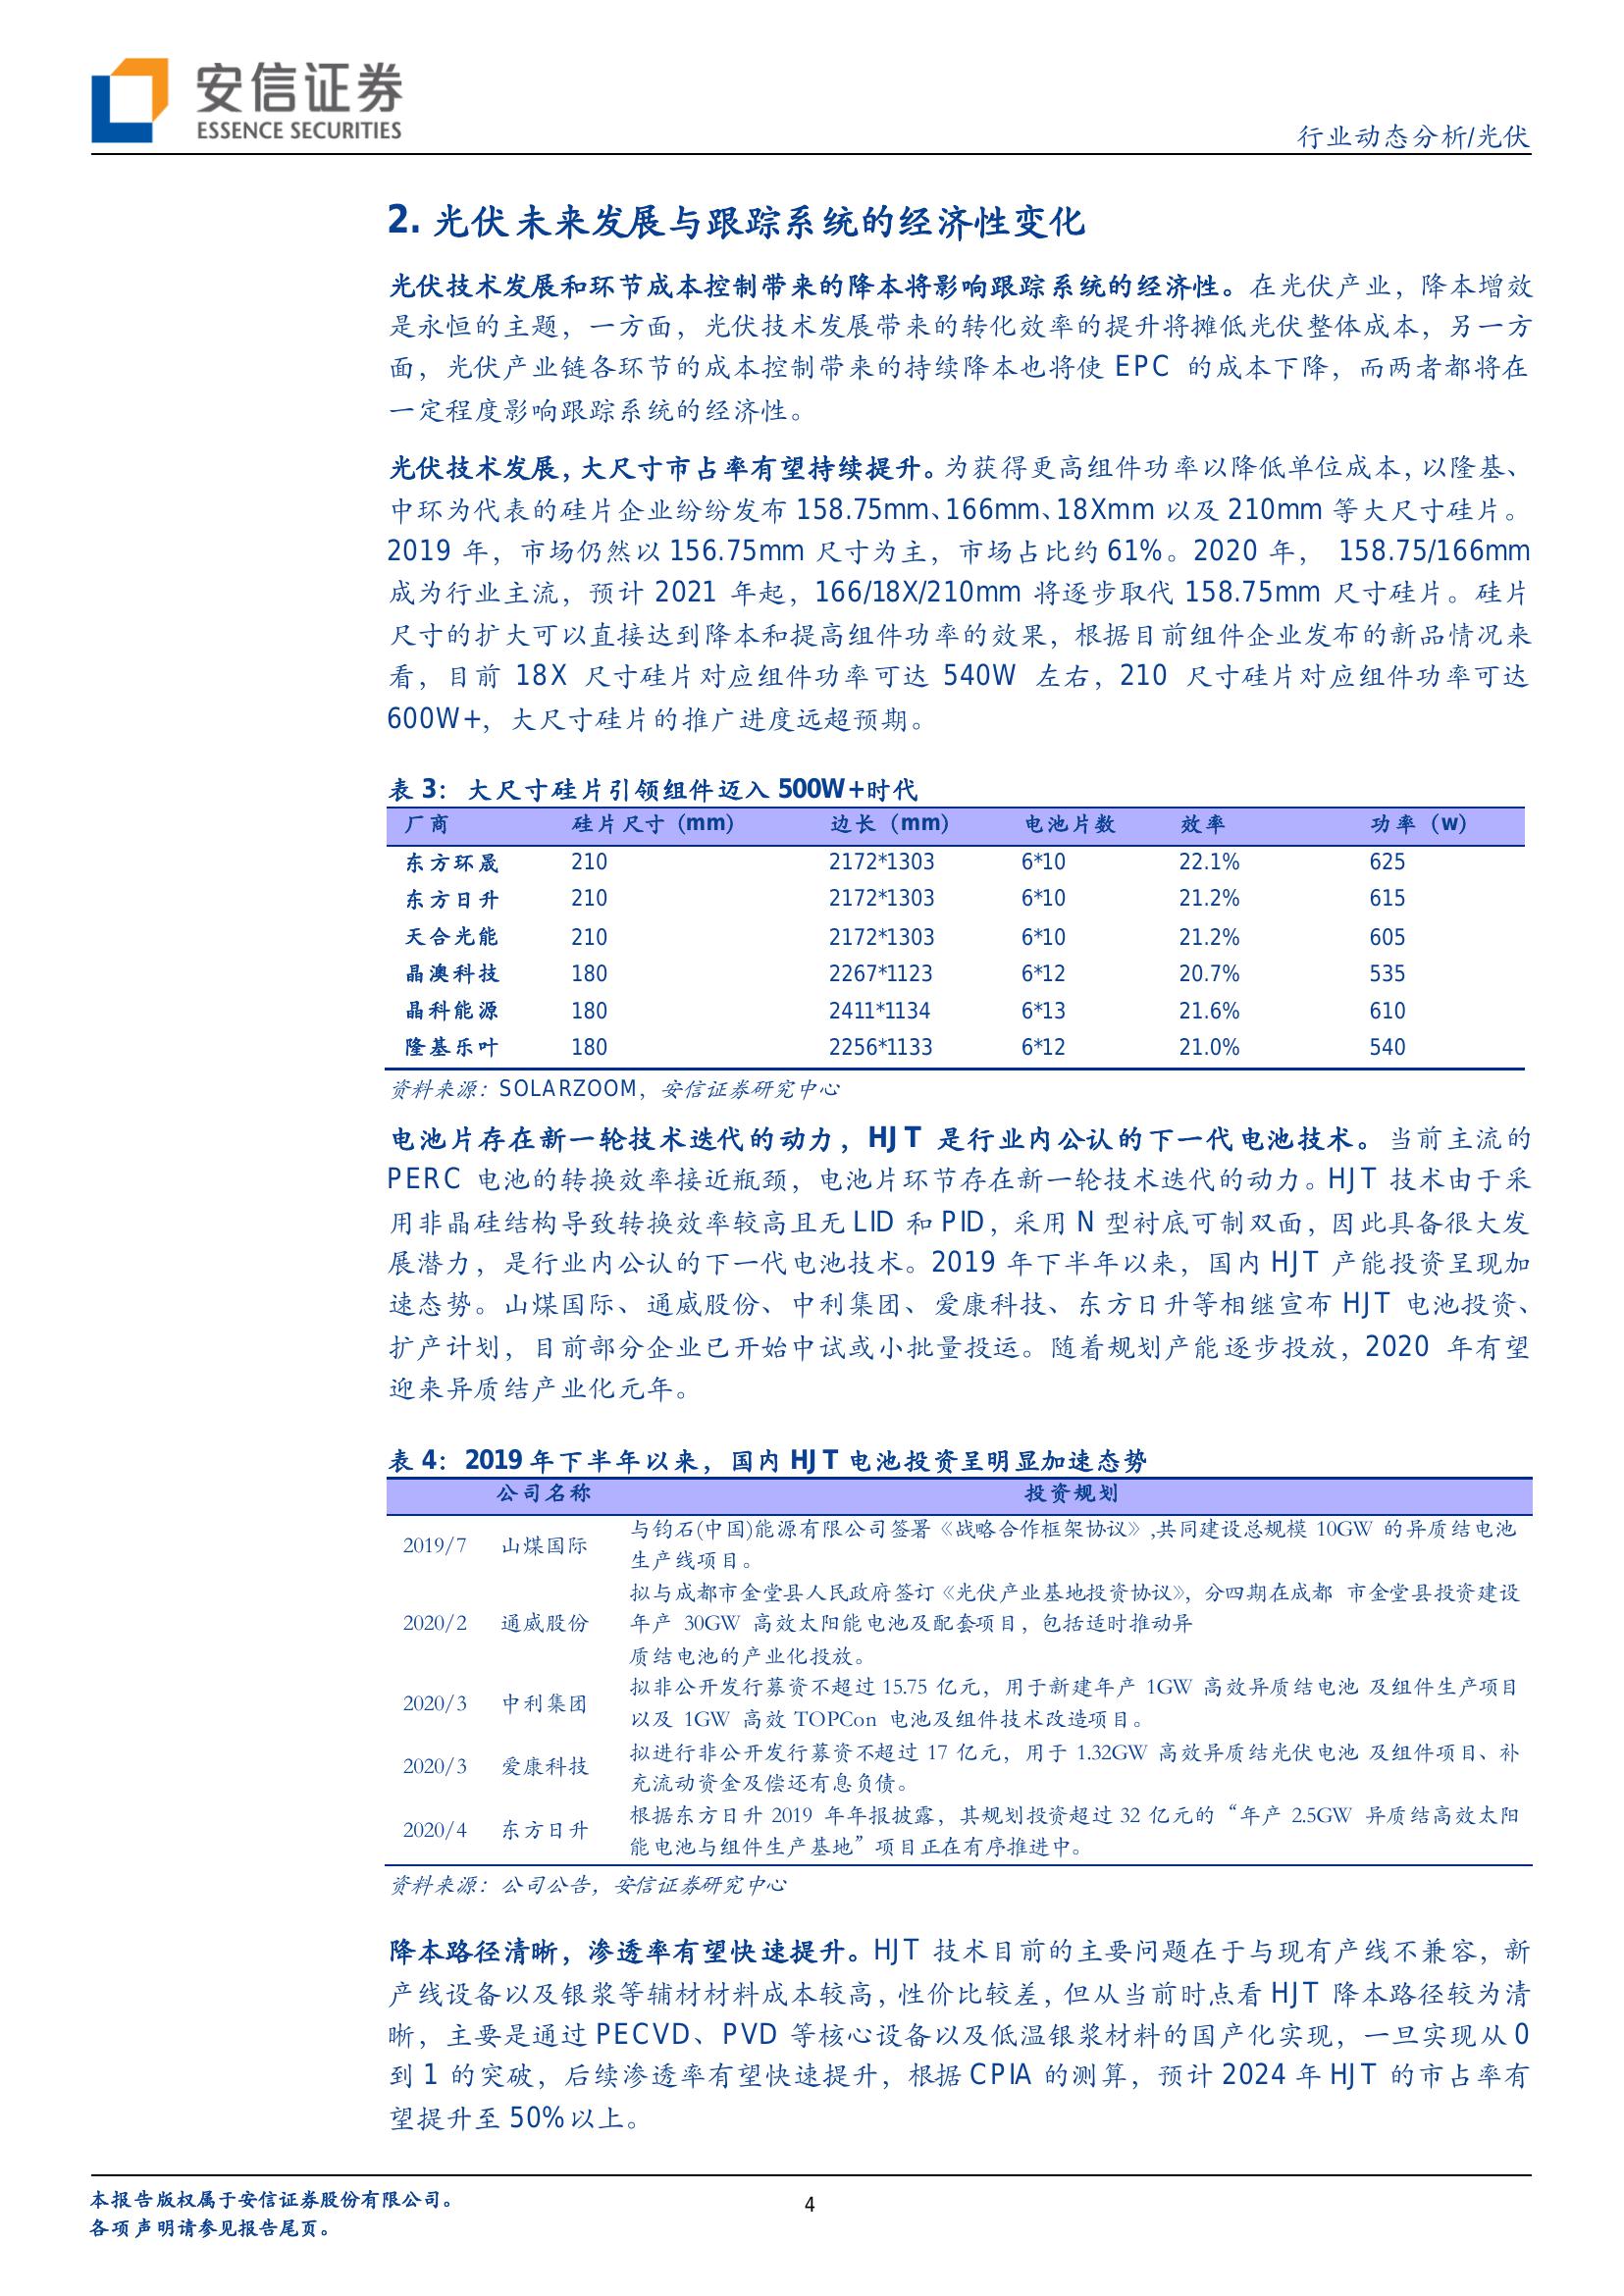 安信证券
ESSENCE SECURITIES
行业动态分析/光伏
2. 光伏未来发展与跟踪系统的经济性变化
光伏技术发展和环节成本控制带来的降本将影响跟踪系统的经济性。在光伏产业，降本增效
是永恒的主题，一方面，光伏技术发展带来的转化效率的提升将摊低光伏整体成本，另一方
面，光伏产业链各环节的成本控制带来的持续降本也将使 EPC 的成本下降，而两者都将在
一定程度影响跟踪系统的经济性。
光伏技术发展，大尺寸市占率有望持续提升。为获得更高组件功率以降低单位成本，以隆基、
中环为代表的硅片企业纷纷发布 158.75mm、166mm、18Xmm 以及 210mm 等大尺寸硅片。
2019 年，市场仍然以 156.75mm 尺寸为主，市场占比约 61%。2020 年， 158.75/166mm
成为行业主流，预计 2021 年起，166/18X/210mm 将逐步取代 158.75mm 尺寸硅片。硅片
尺寸的扩大可以直接达到降本和提高组件功率的效果，根据目前组件企业发布的新品情况来
看，目前 18X 尺寸硅片对应组件功率可达 540W 左右，210 尺寸硅片对应组件功率可达
600W+，大尺寸硅片的推广进度远超预期。
表 3：大尺寸硅片引领组件迈入 500W+时代
厂商 硅片尺寸（mm） 边长（mm） 电池片数 效率 功率（w）
东方环晟 210 2172*1303 6*10 22.1% 625
东方日升 210 2172*1303 6*10 21.2% 615
天合光能 210 2172*1303 6*10 21.2% 605
晶澳科技 180 2267*1123 6*12 20.7% 535
晶科能源 180 2411*1134 6*13 21.6% 610
隆基乐叶 180 2256*1133 6*12 21.0% 540
资料来源：SOLARZOOM，安信证券研究中心
电池片存在新一轮技术迭代的动力，HJT 是行业内公认的下一代电池技术。当前主流的
PERC 电池的转换效率接近瓶颈，电池片环节存在新一轮技术迭代的动力。HJT 技术由于采
用非晶硅结构导致转换效率较高且无 LID 和 PID，采用 N 型衬底可制双面，因此具备很大发
展潜力，是行业内公认的下一代电池技术。2019 年下半年以来，国内 HJT 产能投资呈现加
速态势。山煤国际、通威股份、中利集团、爱康科技、东方日升等相继宣布 HJT 电池投资、
扩产计划，目前部分企业已开始中试或小批量投运。随着规划产能逐步投放，2020 年有望
迎来异质结产业化元年。
表 4：2019 年下半年以来，国内 HJT 电池投资呈明显加速态势
公司名称 投资规划
与钧石(中国)能源有限公司签署《战略合作框架协议》,共同建设总规模 10GW 的异质结电池
2019/7 山煤国际
生产线项目。
拟与成都市金堂县人民政府签订《光伏产业基地投资协议》，分四期在成都 市金堂县投资建设
2020/2 通威股份 年产 30GW 高效太阳能电池及配套项目，包括适时推动异
质结电池的产业化投放。
拟非公开发行募资不超过 15.75 亿元，用于新建年产 1GW 高效异质结电池 及组件生产项目
2020/3 中利集团
以及 1GW 高效 TOPCon 电池及组件技术改造项目。
拟进行非公开发行募资不超过 17 亿元，用于 1.32GW 高效异质结光伏电池 及组件项目、补
2020/3 爱康科技
充流动资金及偿还有息负债。
根据东方日升 2019 年年报披露，其规划投资超过 32 亿元的“年产 2.5GW 异质结高效太阳
2020/4 东方日升
能电池与组件生产基地”项目正在有序推进中。
资料来源：公司公告，安信证券研究中心
降本路径清晰，渗透率有望快速提升。HJT 技术目前的主要问题在于与现有产线不兼容，新
产线设备以及银浆等辅材材料成本较高，性价比较差，但从当前时点看 HJT 降本路径较为清
晰，主要是通过 PECVD、PVD 等核心设备以及低温银浆材料的国产化实现，一旦实现从 0
到 1 的突破，后续渗透率有望快速提升，根据 CPIA 的测算，预计 2024 年 HJT 的市占率有
望提升至 50%以上。
本报告版权属于安信证券股份有限公司。
各项声明请参见报告尾页。
4